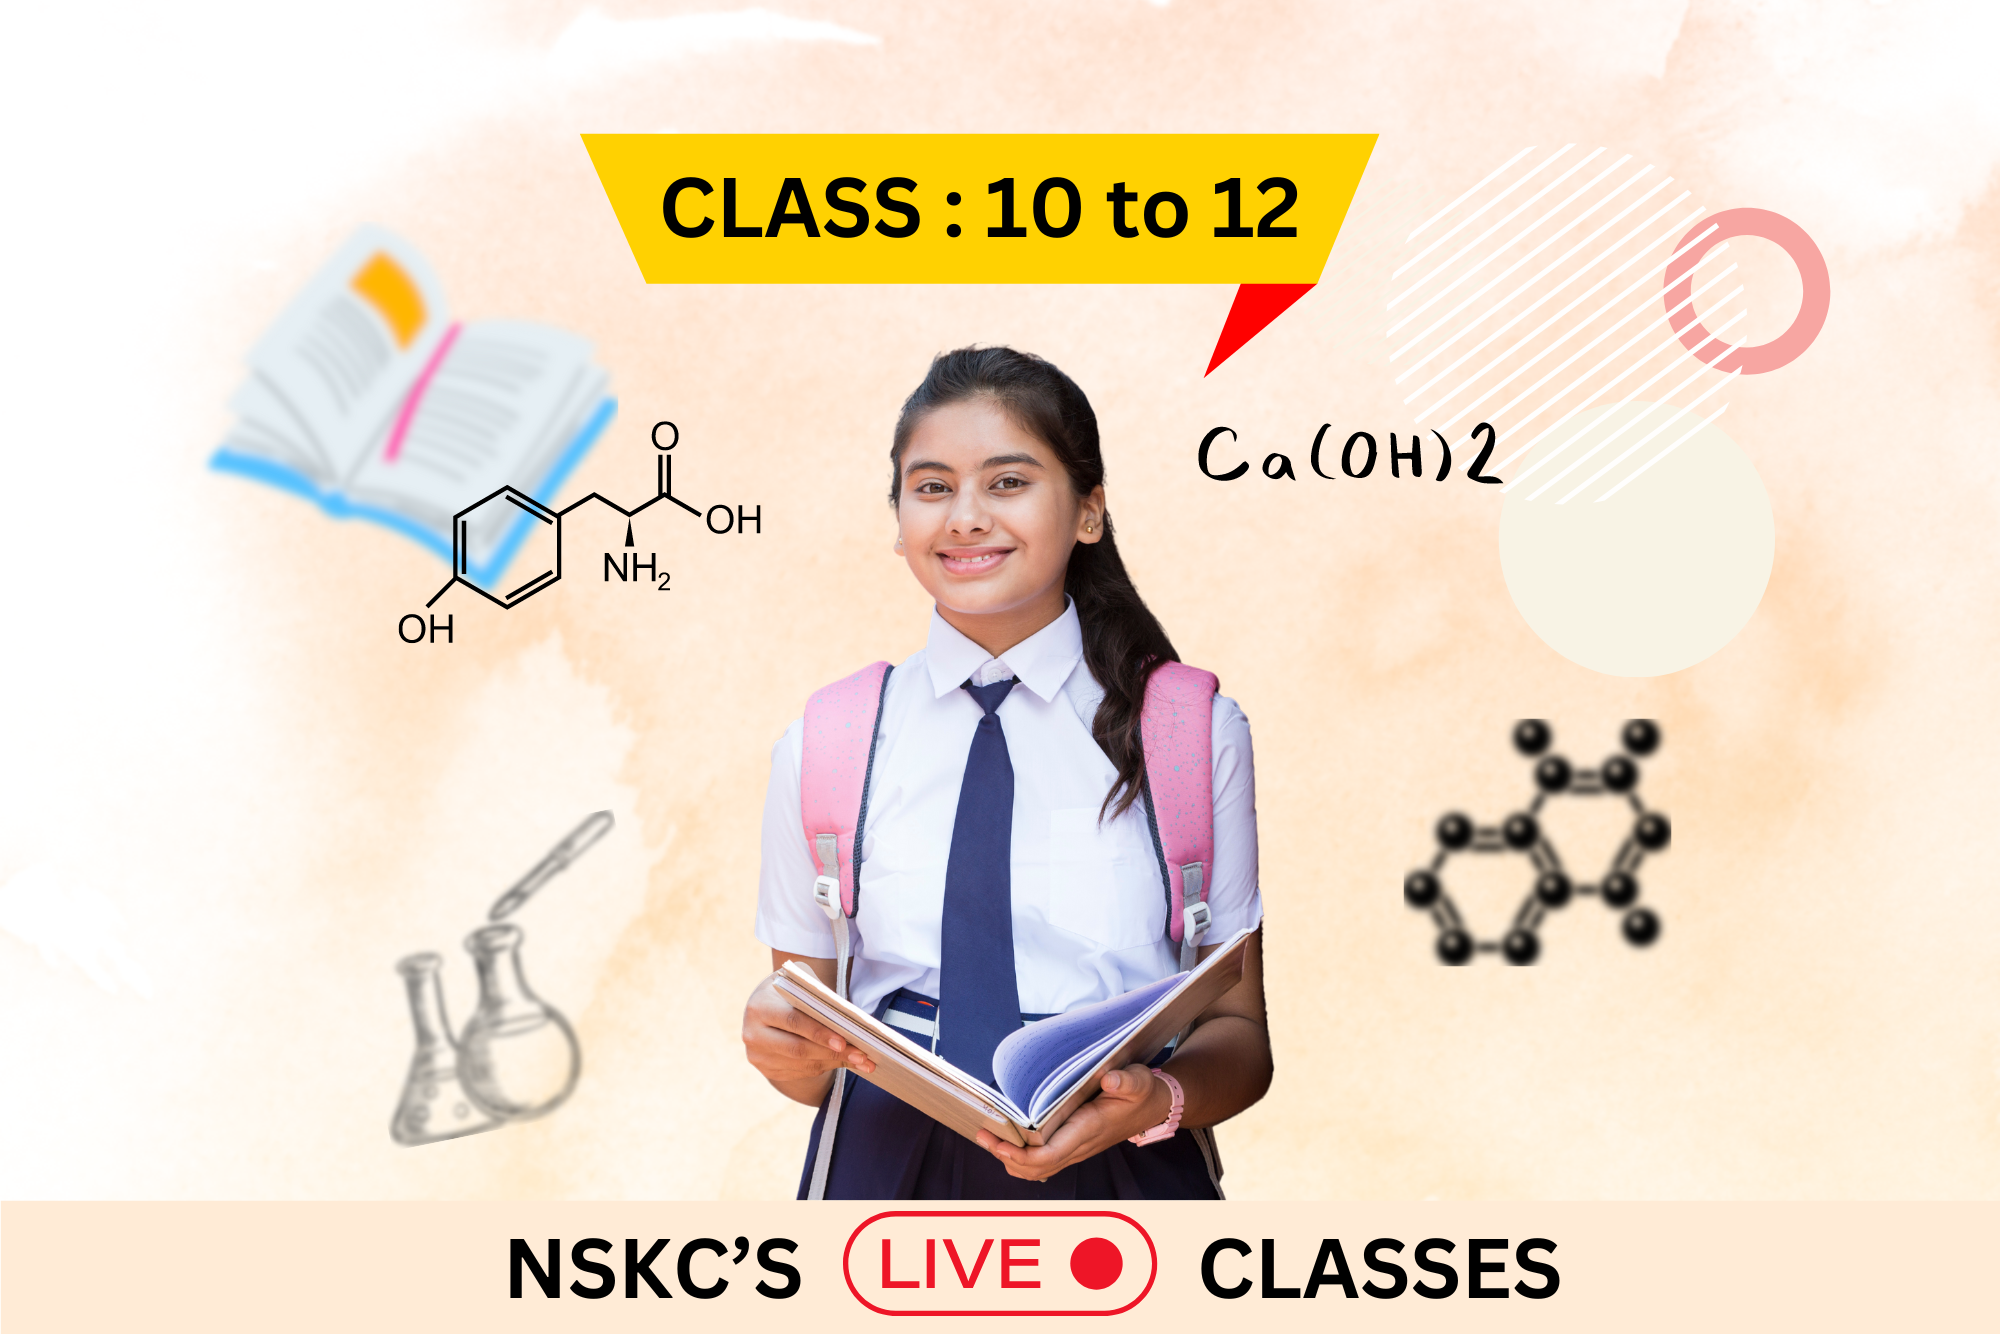 CLASS : 10 to 12
O
OH
NH2
OH
Ca(OH)2
NSKC'S LIVE CLASSES